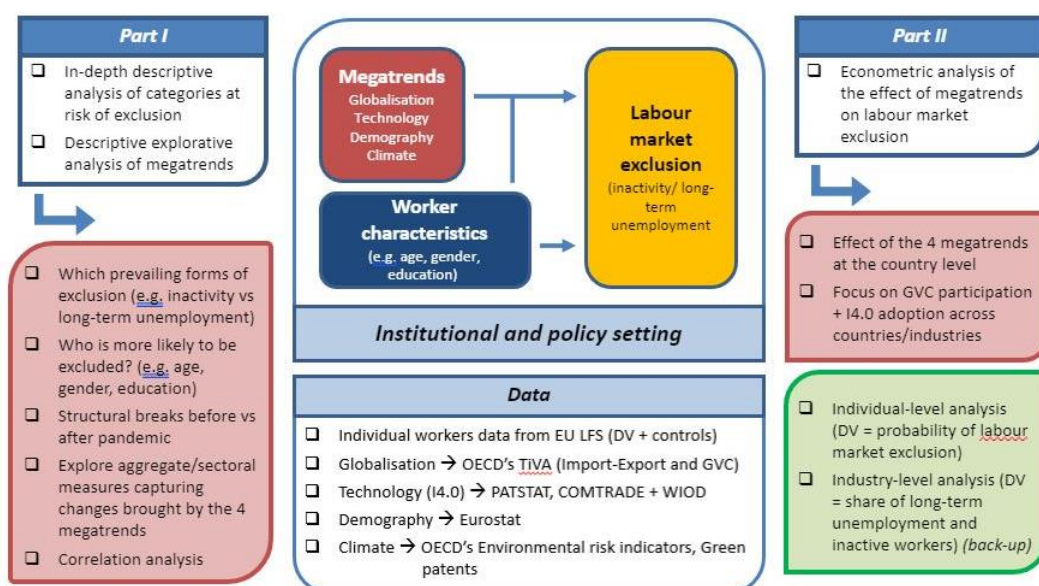 Part I
❑ In-depth descriptive
analysis of categories at
risk of exclusion
❑ Descriptive explorative
analysis of megatrends
❑ Which prevailing forms of
exclusion (e.g. inactivity vs
long-term unemployment)
❑ Who is more likely to be
excluded? (e.g. age,
gender, education)
❑ Structural breaks before vs
after pandemic
❑ Explore aggregate/sectoral
measures capturing
changes brought by the 4
megatrends
❑ Correlation analysis
Megatrends
Globalisation
Technology
Demography
Climate
Worker
characteristics
(e.g. age, gender,
education)
Labour
market
exclusion
(inactivity/ long-
term
unemployment
Institutional and policy setting
Data
❑ Individual workers data from EU LFS (DV + controls)
❑ Globalisation → OECD's TiVA (Import-Export and GVC)
❑ Technology (I4.0) → PATSTAT, COMTRADE + WIOD
❑ Demography → Eurostat
❑ Climate → OECD's Environmental risk indicators, Green
patents
Part II
❑ Econometric analysis of
the effect of megatrends
on labour market
exclusion
❑ Effect of the 4 megatrends
at the country level
❑ Focus on GVC participation
+ I4.0 adoption across
countries/industries
❑ Individual-level analysis
(DV = probability of labour
market exclusion)
❑ Industry-level analysis (DV
= share of long-term
unemployment and
inactive workers) (back-up)